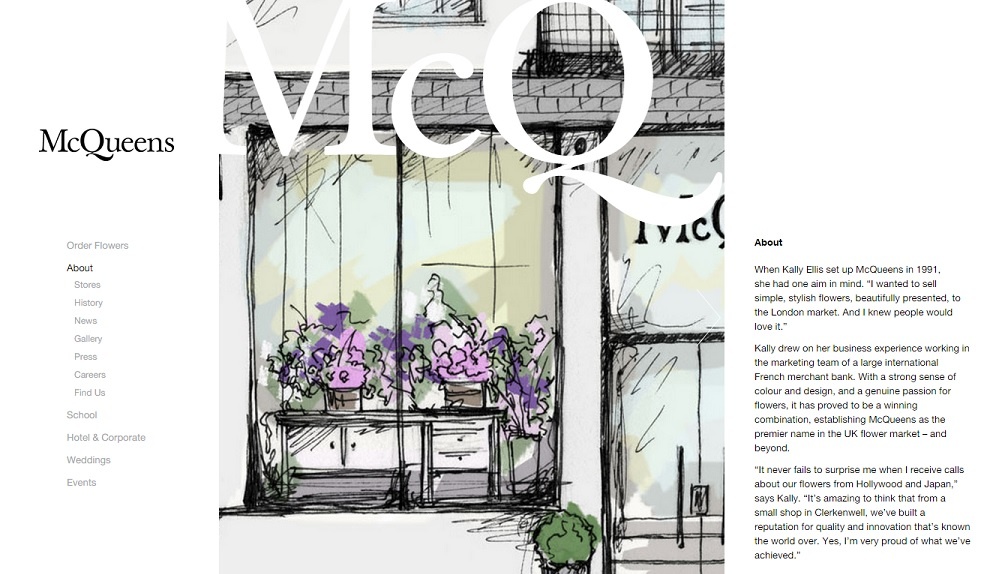 McQ
McQueens
McQ
Order Flowers
About
Stores
History
News
Gallery
Press
Careers
Find Us
School
Hotel & Corporate
Weddings
Events
About
When Kally Ellis set up McQueens in 1991,
she had one aim in mind. “I wanted to sell
simple, stylish flowers, beautifully presented, to
the London market. And I knew people would
love it.”
Kally drew on her business experience working in
the marketing team of a large international
French merchant bank. With a strong sense of
colour and design, and a genuine passion for
flowers, it has proved to be a winning
combination, establishing McQueens as the
premier name in the UK flower market – and
beyond.
“It never fails to surprise me when I receive calls
about our flowers from Hollywood and Japan,”
says Kally. “It’s amazing to think that from a
small shop in Clerkenwell, we’ve built a
reputation for quality and innovation that’s known
the world over. Yes, I’m very proud of what we’ve
achieved.”